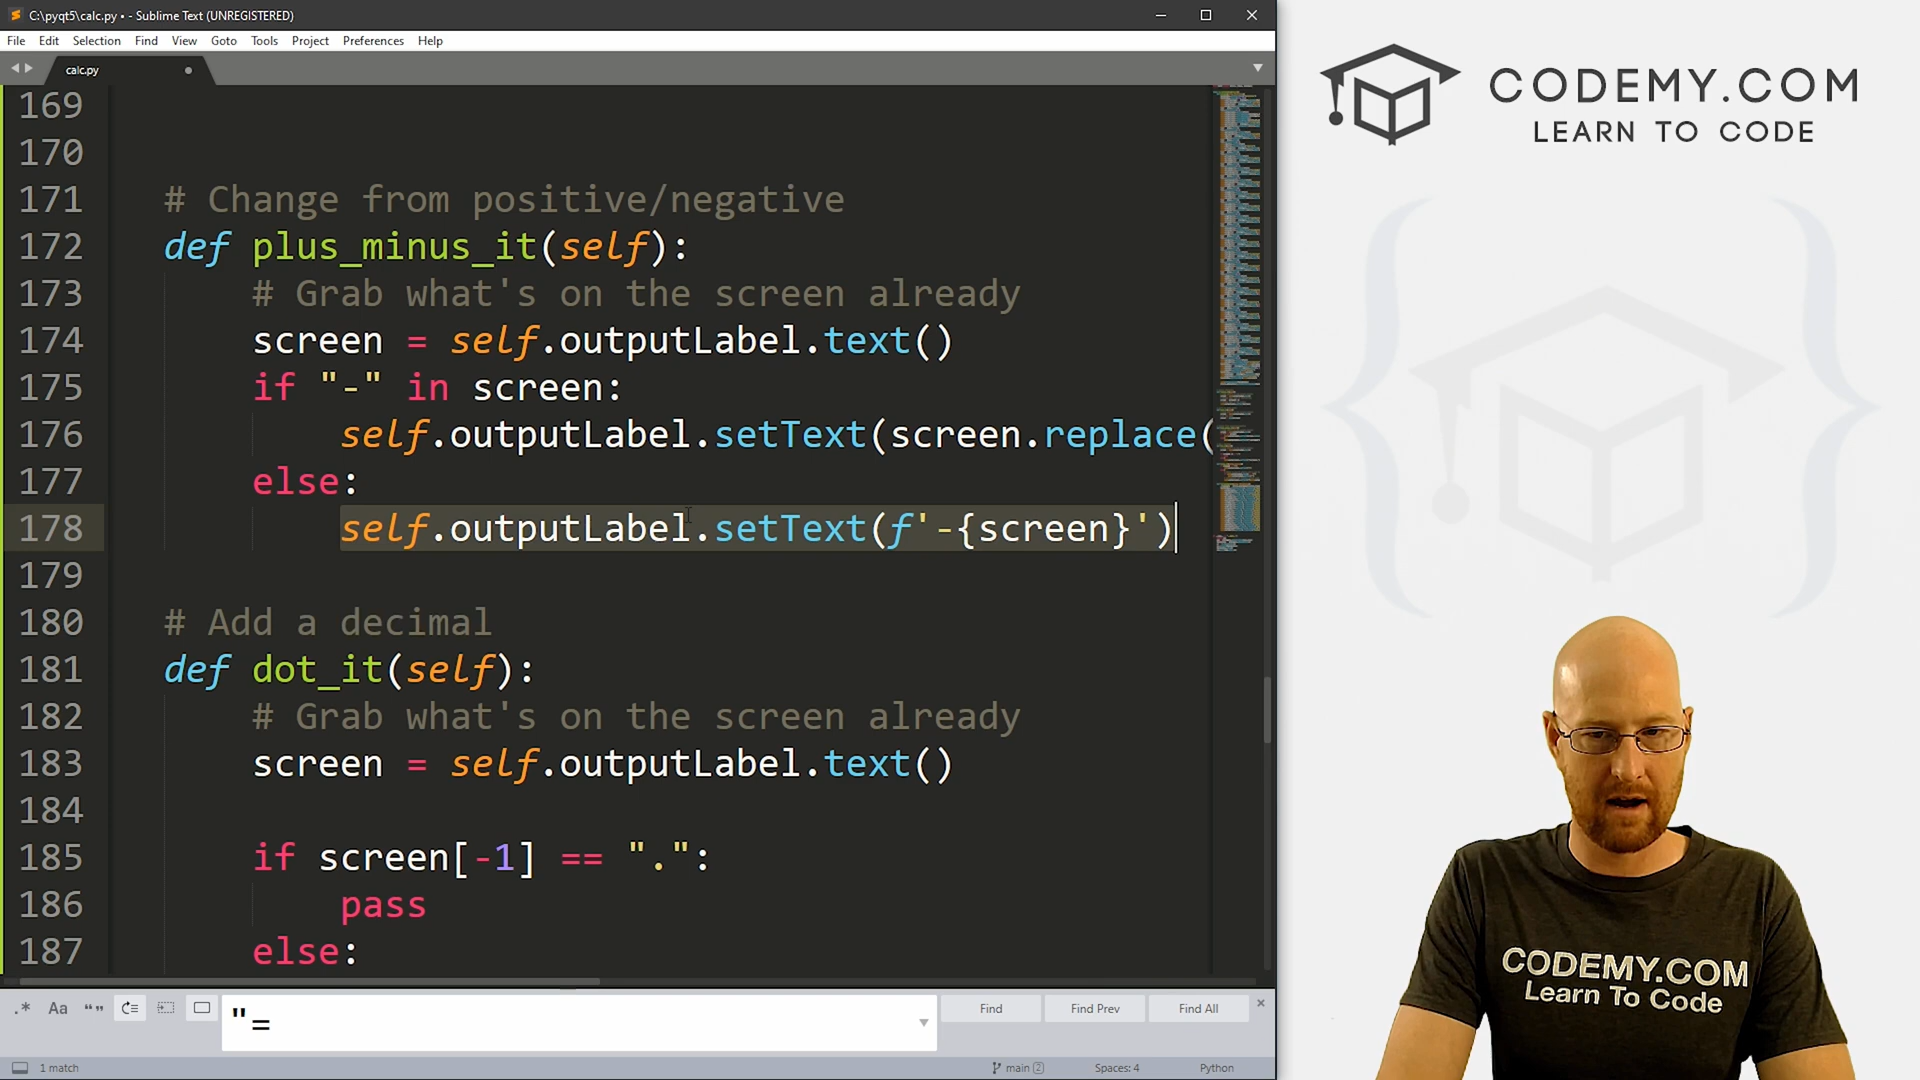 C:\pyqt5\calc.py • - Sublime Text (UNREGISTERED)
File Edit Selection Find View Goto Tools Project Preferences Help
calc.py
169
170
171 # Change from positive/negative
172 def plus_minus_it(self):
173 # Grab what's on the screen already
174 screen = self.outputLabel.text()
175 if "-" in screen:
176 self.outputLabel.setText(screen.replace(
177 else:
178 self.outputLabel.setText(f'-{screen}')
179
180 # Add a decimal
181 def dot_it(self):
182 # Grab what's on the screen already
183 screen = self.outputLabel.text()
184
185 if screen[-1] == ".":
186 pass
187 else:
.* Aa “” "= Find Find Prev Find All
1 match main 2 Spaces: 4 Python
CODEMY.COM
LEARN TO CODE
CODEMY.COM
Learn To Code